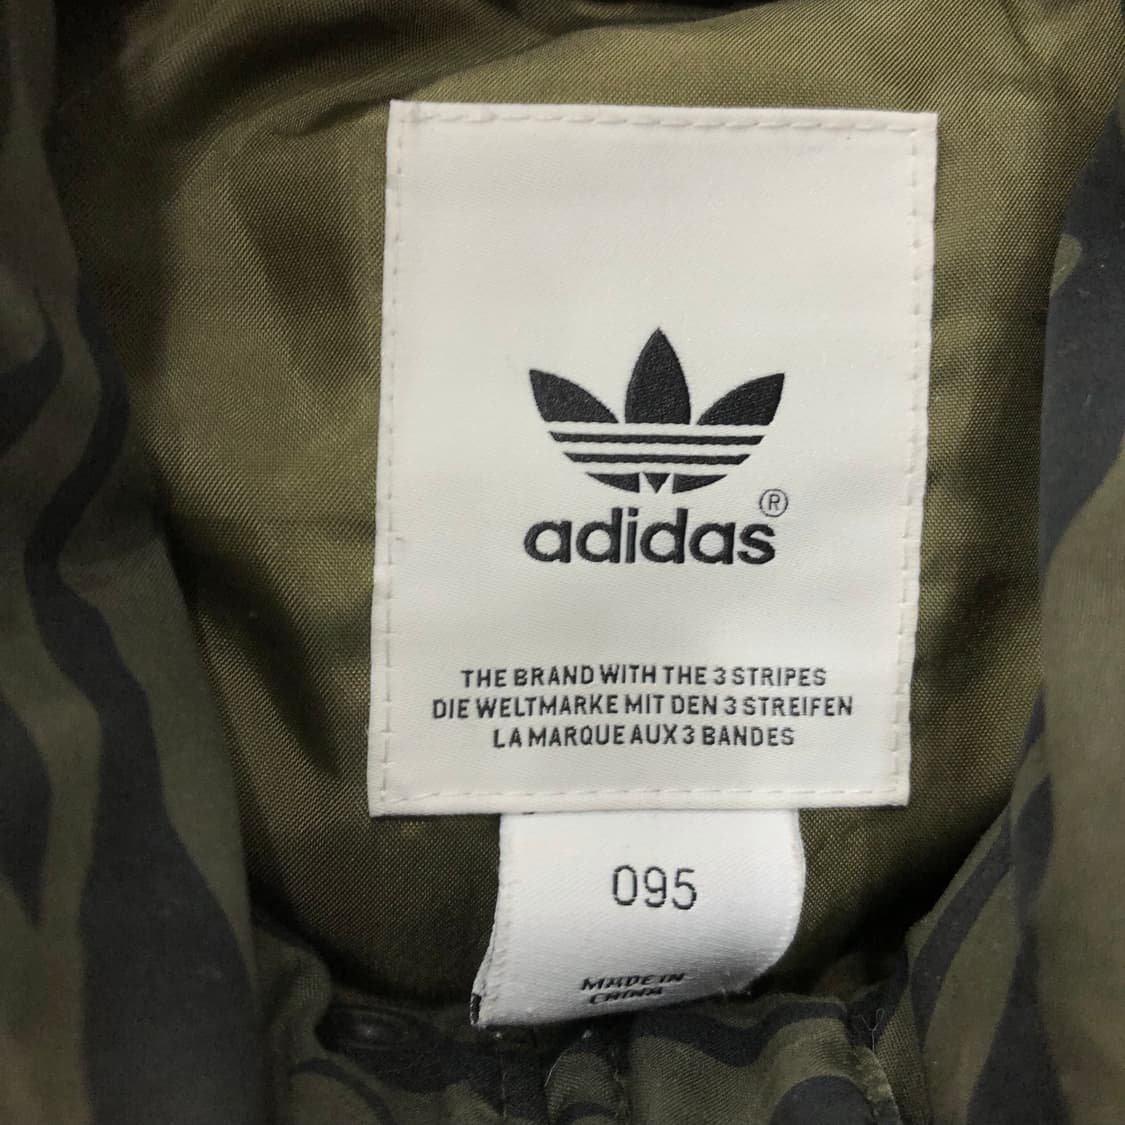 adidas®
THE BRAND WITH THE 3 STRIPES
DIE WELTMARKE MIT DEN 3 STREIFEN
LA MARQUE AUX 3 BANDES
095
MADE IN
CHINA